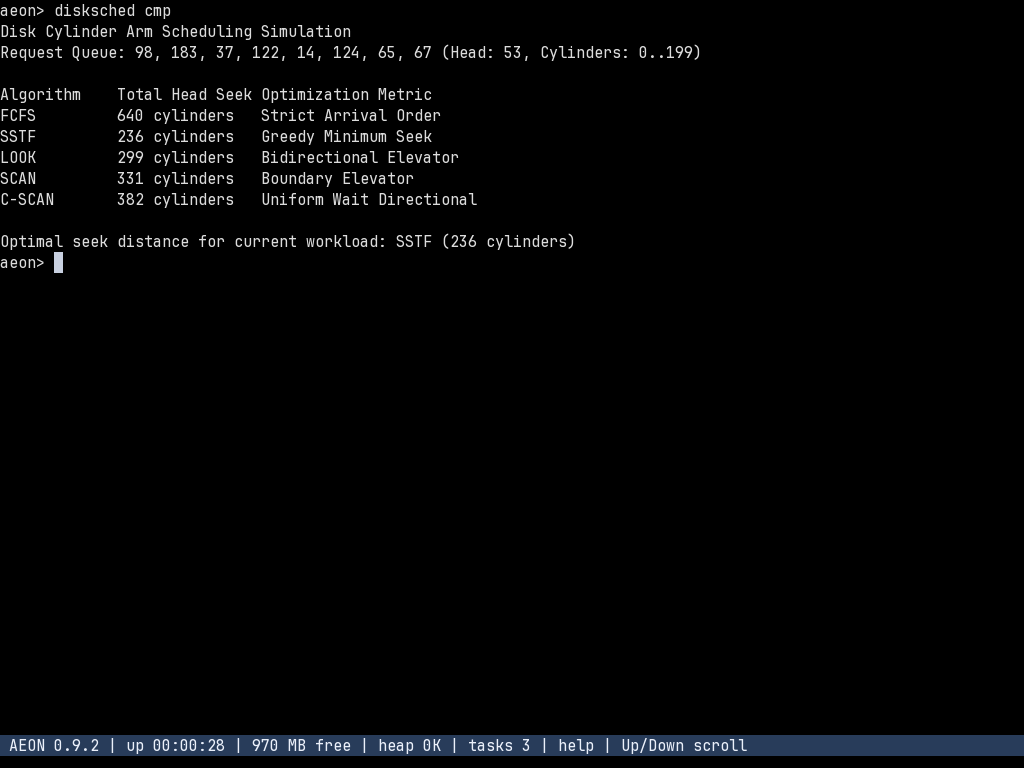 aeon> disksched cmp
Disk Cylinder Arm Scheduling Simulation
Request Queue: 98, 183, 37, 122, 14, 124, 65, 67 (Head: 53, Cylinders: 0..199)
Algorithm    Total Head Seek Optimization Metric
FCFS         640 cylinders   Strict Arrival Order
SSTF         236 cylinders   Greedy Minimum Seek
LOOK         299 cylinders   Bidirectional Elevator
SCAN         331 cylinders   Boundary Elevator
C-SCAN       382 cylinders   Uniform Wait Directional
Optimal seek distance for current workload: SSTF (236 cylinders)
aeon>
AEON 0.9.2 | up 00:00:28 | 970 MB free | heap OK | tasks 3 | help | Up/Down scroll